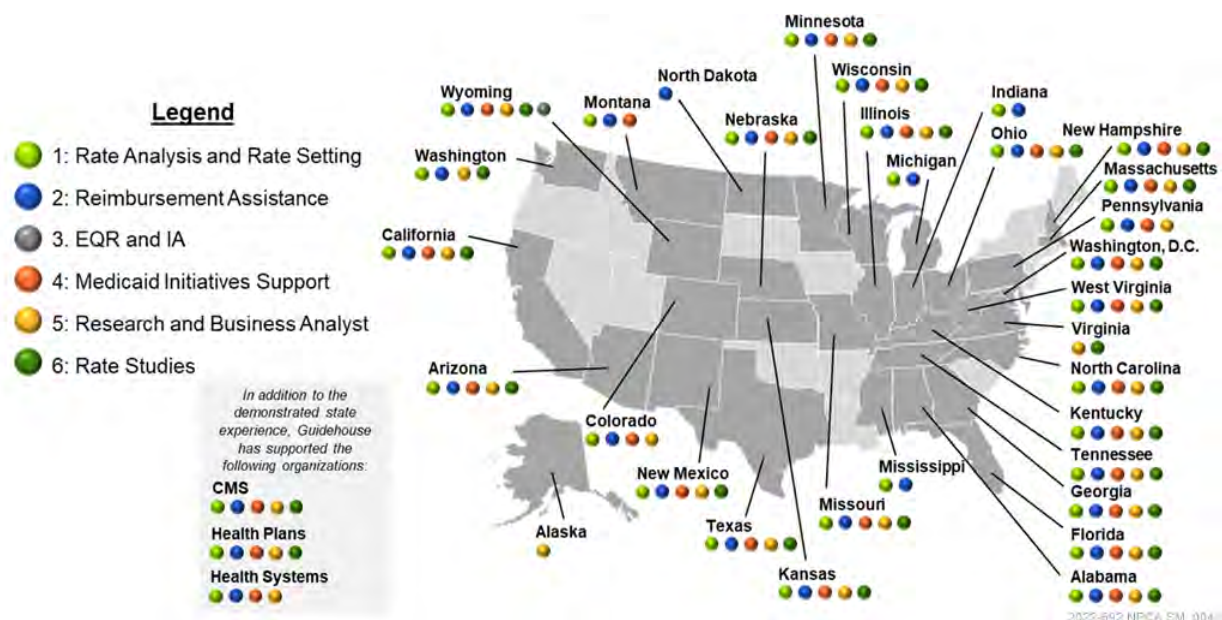 Legend
1: Rate Analysis and Rate Setting
2: Reimbursement Assistance
3. EQR and IA
4: Medicaid Initiatives Support
5: Research and Business Analyst
6: Rate Studies
In addition to the
demonstrated state
experience, Guidehouse
has supported the
following organizations:
CMS
Health Plans
Health Systems
Minnesota
North Dakota
Wisconsin
Wyoming
Montana
Nebraska
Illinois
Indiana
Ohio
New Hampshire
Michigan
Massachusetts
Washington
Pennsylvania
California
Washington, D.C.
West Virginia
Virginia
North Carolina
Arizona
Kentucky
Colorado
Tennessee
Mississippi
New Mexico
Georgia
Missouri
Texas
Alaska
Florida
Kansas
Alabama